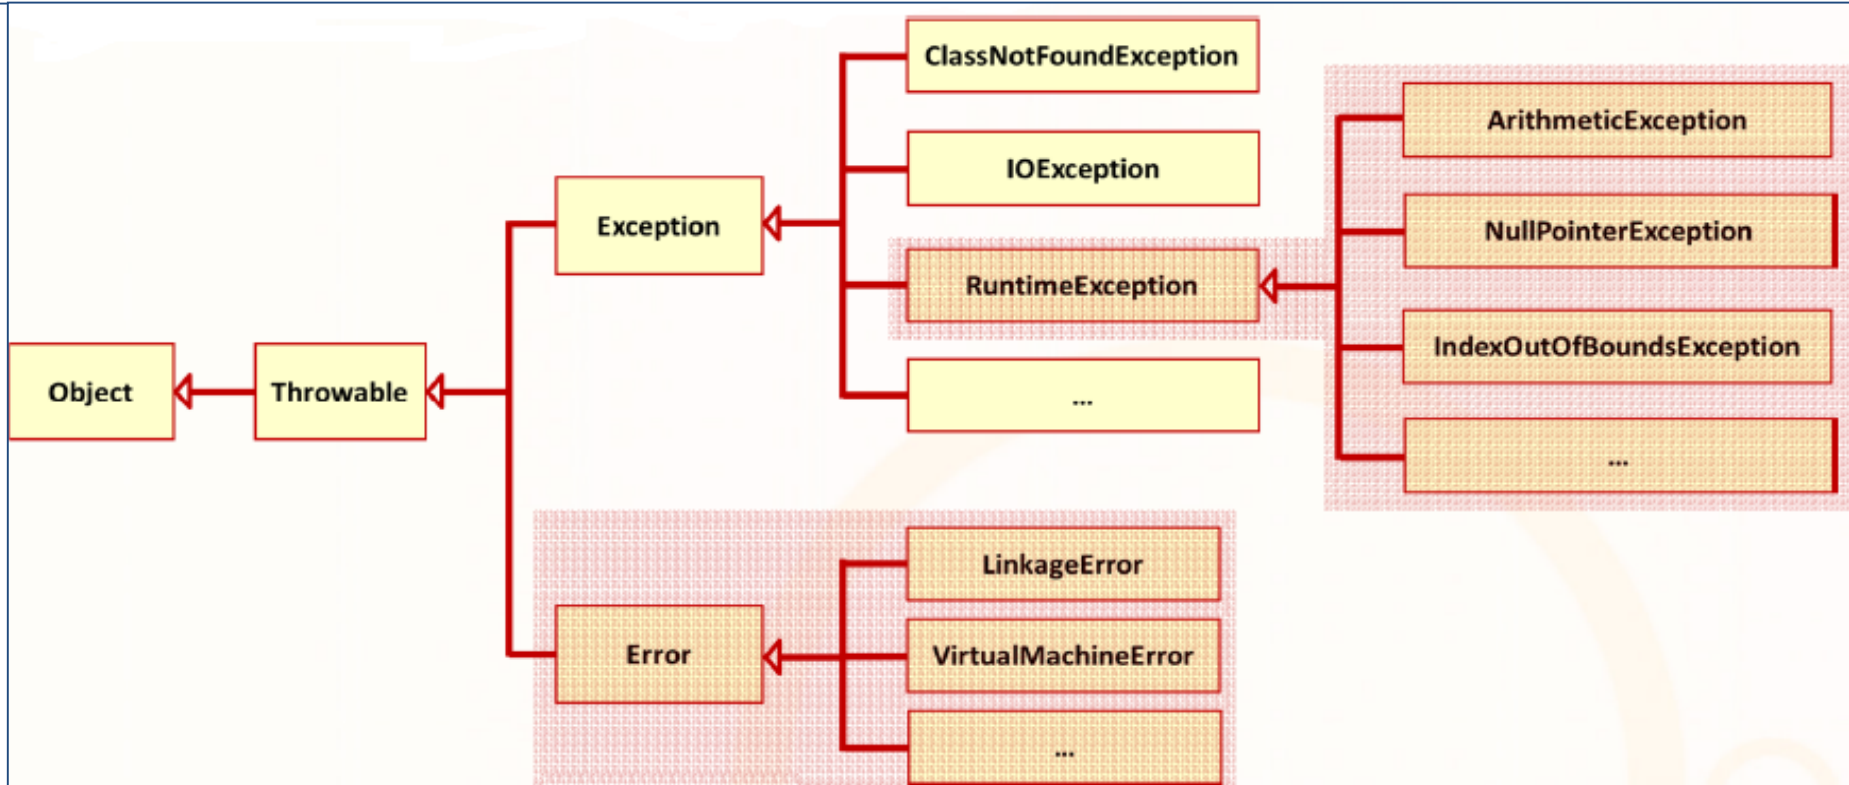 ClassNotFoundException
ArithmeticException
IOException
Exception
NullPointerException
RuntimeException
IndexOutOfBoundsException
Object
Throwable
...
...
LinkageError
Error
VirtualMachineError
...